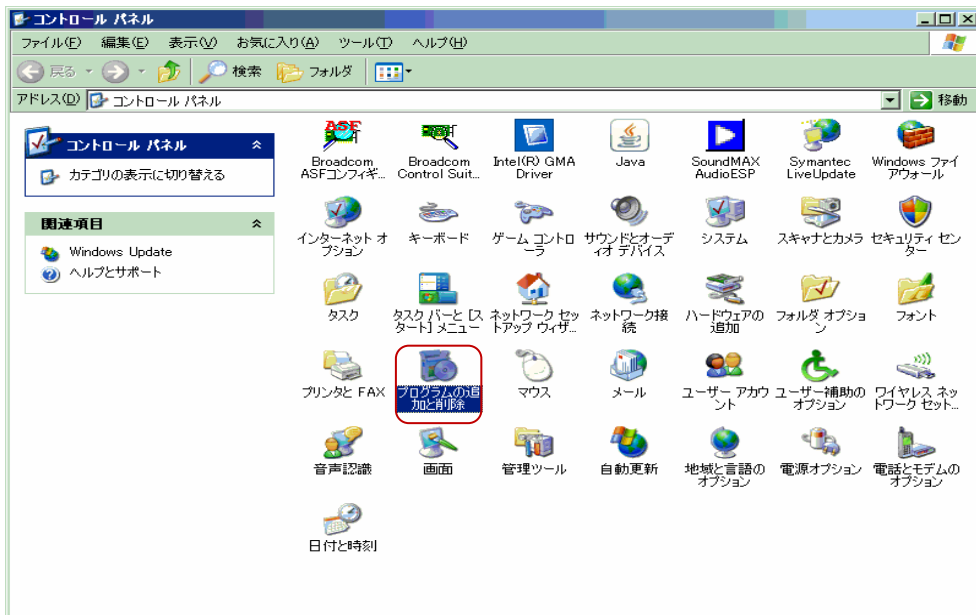 コントロール パネル
ファイル(F) 編集(E) 表示(V) お気に入り(A) ツール(T) ヘルプ(H)
戻る 検索 フォルダ
アドレス(D) コントロール パネル 移動
コントロール パネル
カテゴリの表示に切り替える
関連項目
Windows Update
ヘルプとサポート
Broadcom
ASFコンフィギ...
Broadcom
Control Suit...
Intel(R) GMA
Driver
Java
SoundMAX
AudioESP
Symantec
LiveUpdate
Windows ファイ
アウォール
インターネット オ
プション
キーボード
ゲーム コントロ
ーラ
サウンドとオーデ
ィオ デバイス
システム
スキャナとカメラ
セキュリティ セン
ター
タスク
タスク バーと [ス
タート] メニュー
ネットワーク セッ
トアップ ウィザ...
ネットワーク接
続
ハードウェアの
追加
フォルダ オプショ
ン
フォント
プリンタと FAX
プログラムの追
加と削除
マウス
メール
ユーザー アカウ
ント
ユーザー補助の
オプション
ワイヤレス ネッ
トワーク セット...
音声認識
画面
管理ツール
自動更新
地域と言語の
オプション
電源オプション
電話とモデムの
オプション
日付と時刻